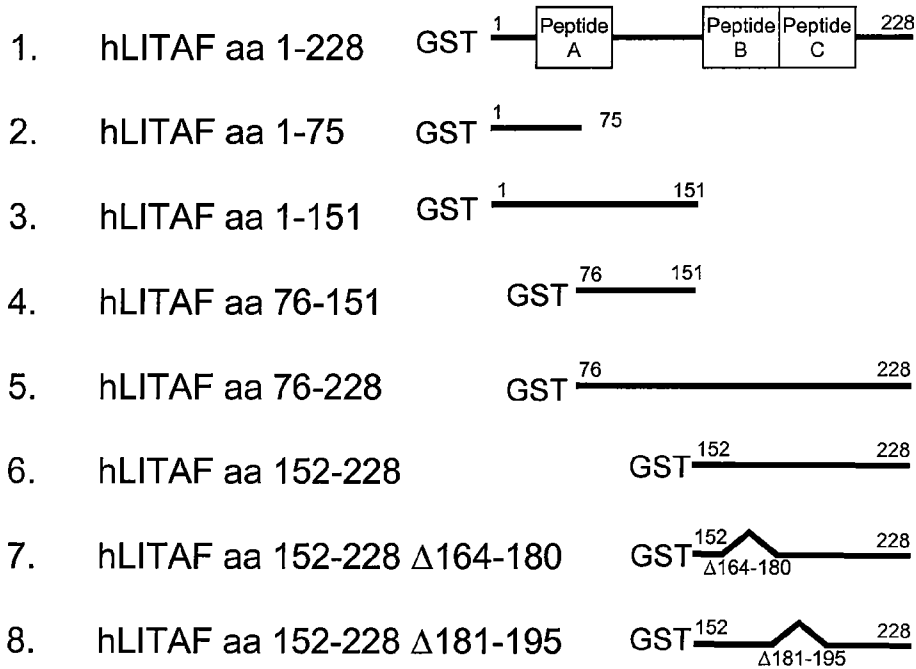 1. hLITAF aa 1-228 GST 1 Peptide A Peptide B Peptide C 228
2. hLITAF aa 1-75 GST 1 75
3. hLITAF aa 1-151 GST 1 151
4. hLITAF aa 76-151 GST 76 151
5. hLITAF aa 76-228 GST 76 228
6. hLITAF aa 152-228 GST 152 228
7. hLITAF aa 152-228 Δ164-180 GST 152 228
Δ164-180
8. hLITAF aa 152-228 Δ181-195 GST 152 228
Δ181-195